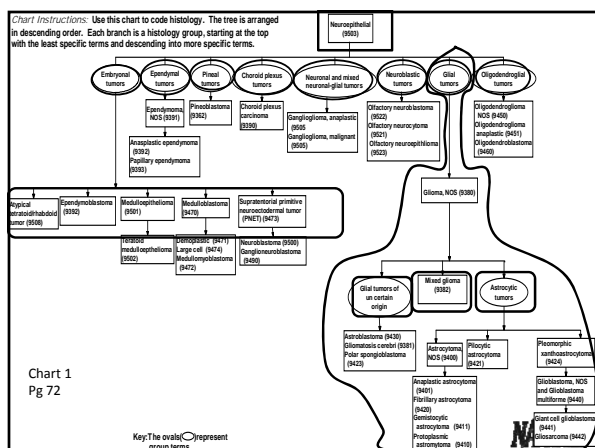 Chart Instructions: Use this chart to code histology. The tree is arranged
in descending order. Each branch is a histology group, starting at the top
with the least specific terms and descending into more specific terms.
Neuroepithelial
(9503)
Embryonal
tumors
Ependymal
tumors
Pineal
tumors
Choroid plexus
tumors
Neuronal and mixed
neuronal-glial tumors
Neuroblastic
tumors
Glial
tumors
Oligodendroglial
tumors
Ependymoma,
NOS (9391)
Anasplastic ependymoma
(9392)
Papillary ependymoma
(9393)
Pineoblastoma
(9362)
Choroid plexus
carcinoma
(9390)
Ganglioglioma, anaplastic
(9505
Ganglioglioma, malignant
(9505)
Olfactory neuroblastoma
(9522)
Olfactory neurocytoma
(9521)
Olfactory neuroepithlioma
(9523)
Oligodendroglioma
NOS (9450)
Oligodendroglioma
anaplastic (9451)
Oligodendroblastoma
(9460)
Glioma, NOS (9380)
Atypical
tetratoid/rhabdoid
tumor (9508)
Ependymoblastoma
(9392)
Medulloepithelioma
(9501)
Medulloblastoma
(9470)
Supratentorial primitive
neuroectodermal tumor
(PNET) (9473)
Teratoid
medulloepthelioma
(9502)
Demoplastic (9471)
Large cell (9474)
Medullomyoblastoma
(9472)
Neuroblastoma (9500)
Ganglioneuroblastoma
(9490)
Glial tumors of
un certain
origin
Mixed glioma
(9382)
Astrocytic
tumors
Astroblastoma (9430)
Gliomatosis cerebri (9381)
Polar spongioblastoma
(9423)
Astrocytoma,
NOS (9400)
Pilocytic
astrocytoma
(9421)
Pleomorphic
xanthoastrocytoma
(9424)
Anaplastic astrocytoma
(9401)
Fibrillary astrocytoma
(9420)
Gemistocytic
astrocytoma (9411)
Protoplasmic
astromytoma (9410)
Glioblastoma, NOS
and Glioblastoma
multiforme (9440)
Giant cell glioblastoma
(9441)
Gliosarcoma (9442)
Chart 1
Pg 72
Key:The ovals( )represent
group terms